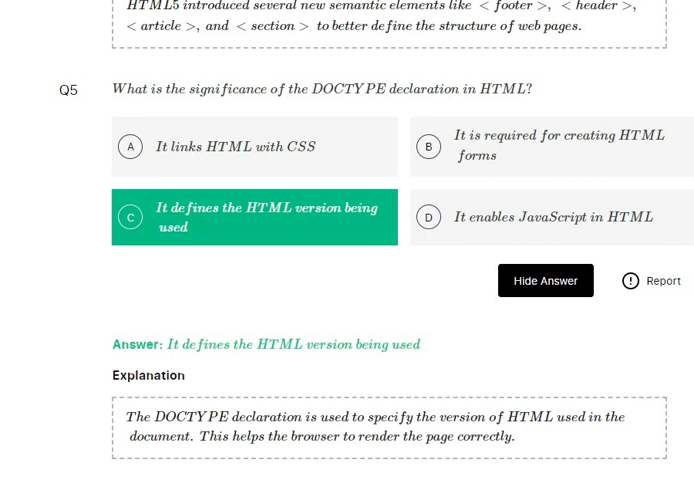 HTML5 introduced several new semantic elements like < footer >, < header >,
< article >, and < section > to better define the structure of web pages.
Q5 What is the significance of the DOCTYPE declaration in HTML?
A It links HTML with CSS
B It is required for creating HTML
forms
C It defines the HTML version being
used
D It enables JavaScript in HTML
Hide Answer
! Report
Answer: It defines the HTML version being used
Explanation
The DOCTYPE declaration is used to specify the version of HTML used in the
document. This helps the browser to render the page correctly.